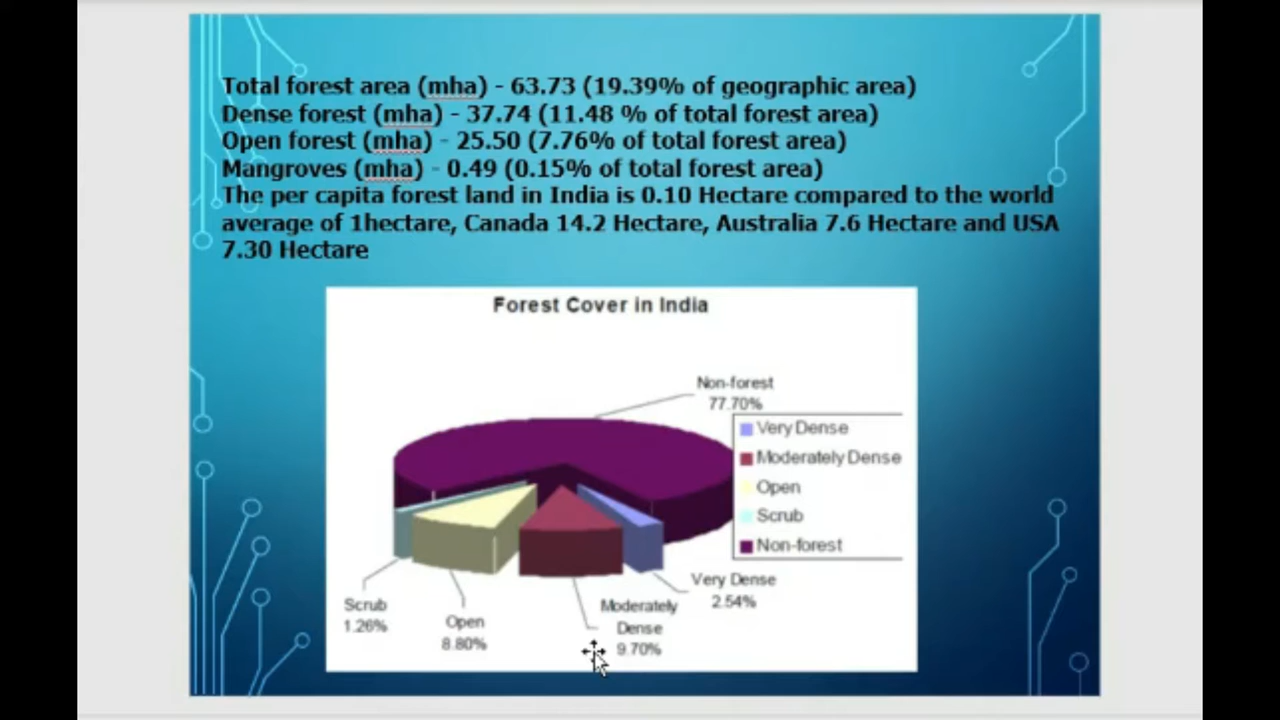 Total forest area (mha) - 63.73 (19.39% of geographic area)
Dense forest (mha) - 37.74 (11.48 % of total forest area)
Open forest (mha) - 25.50 (7.76% of total forest area)
Mangroves (mha) - 0.49 (0.15% of total forest area)
The per capita forest land in India is 0.10 Hectare compared to the world
average of 1hectare, Canada 14.2 Hectare, Australia 7.6 Hectare and USA
7.30 Hectare
Forest Cover in India
Non-forest
77.70%
Very Dense
Moderately Dense
Open
Scrub
Non-forest
Very Dense
2.54%
Moderately
Dense
9.70%
Open
8.80%
Scrub
1.26%